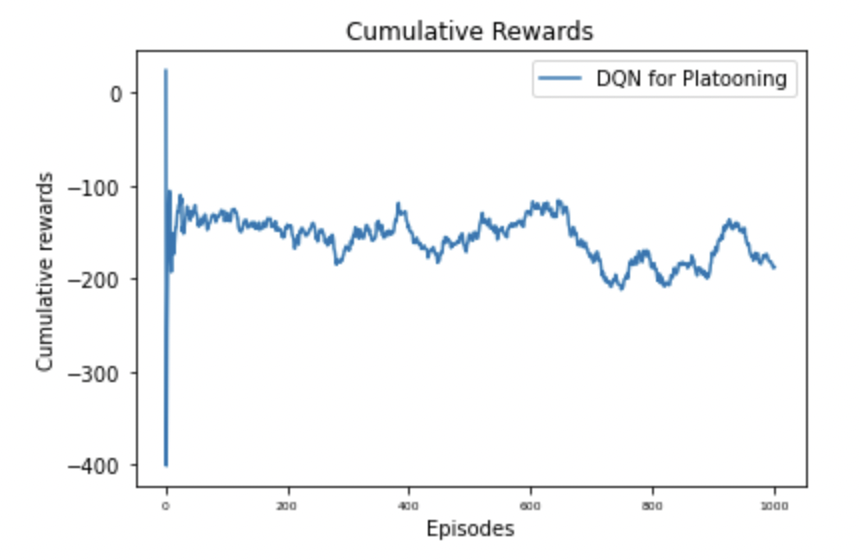 Cumulative Rewards
DQN for Platooning
0
−100
−200
−300
−400
Cumulative rewards
0 200 400 600 800 1000
Episodes